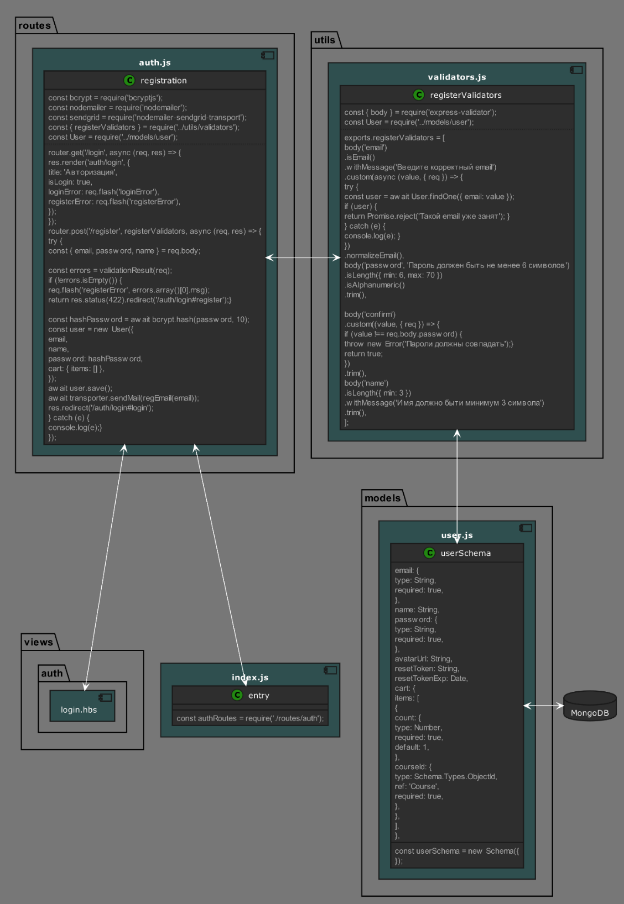 routes
auth.js
registration
const bcrypt = require('bcryptjs');
const nodemailer = require('nodemailer');
const sendgrid = require('nodemailer-sendgrid-transport');
const { registerValidators } = require('../utils/validators');
const User = require('../models/user');
router.get('/login', async (req, res) => {
res.render('auth/login', {
title: 'Авторизация',
isLogin: true,
loginError: req.flash('loginError'),
registerError: req.flash('registerError'),
});
});
router.post('/register', registerValidators, async (req, res) => {
try {
const { email, password, name } = req.body;
const errors = validationResult(req);
if (!errors.isEmpty()) {
req.flash('registerError', errors.array()[0].msg);
return res.status(422).redirect('/auth/login#register');}
const hashPassword = await bcrypt.hash(password, 10);
const user = new User({
email,
name,
password: hashPassword,
cart: { items: [] },
});
await user.save();
await transporter.sendMail(regEmail(email));
res.redirect('/auth/login#login');
} catch (e) {
console.log(e);}
});
utils
validators.js
registerValidators
const { body } = require('express-validator');
const User = require('../models/user');
exports.registerValidators = [
body('email')
.isEmail()
.withMessage('Введите корректный email')
.custom(async (value, { req }) => {
try {
const user = await User.findOne({ email: value });
if (user) {
return Promise.reject('Такой email уже занят'); }
} catch (e) {
console.log(e); }
})
.normalizeEmail(),
body('password', 'Пароль должен быть не менее 6 символов')
.isLength({ min: 6, max: 70 })
.isAlphanumeric()
.trim(),
body('confirm')
.custom((value, { req }) => {
if (value !== req.body.password) {
throw new Error('Пароли должны совпадать');}
return true;
})
.trim(),
body('name')
.isLength({ min: 3 })
.withMessage('Имя должно быти минимум 3 символа')
.trim(),
];
models
user.js
userSchema
email: {
type: String,
required: true,
},
name: String,
password: {
type: String,
required: true,
},
avatarUrl: String,
resetToken: String,
resetTokenExp: Date,
cart: {
items: [
{
count: {
type: Number,
required: true,
default: 1,
},
courseId: {
type: Schema.Types.ObjectId,
ref: 'Course',
required: true,
},
},
],
},
const userSchema = new Schema({
});
MongoDB
views
auth
login.hbs
index.js
entry
const authRoutes = require('./routes/auth');